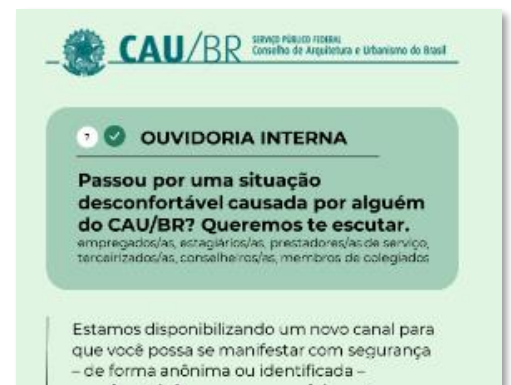 CAU/BR
SERVIÇO PÚBLICO FEDERAL
Conselho de Arquitetura e Urbanismo do Brasil
?
OUVIDORIA INTERNA
Passou por uma situação
desconfortável causada por alguém
do CAU/BR? Queremos te escutar.
empregados/as, estagiários/as, prestadores/as de serviço,
terceirizados/as, conselheiros/as, membros de colegiados
Estamos disponibilizando um novo canal para
que você possa se manifestar com segurança
– de forma anônima ou identificada –